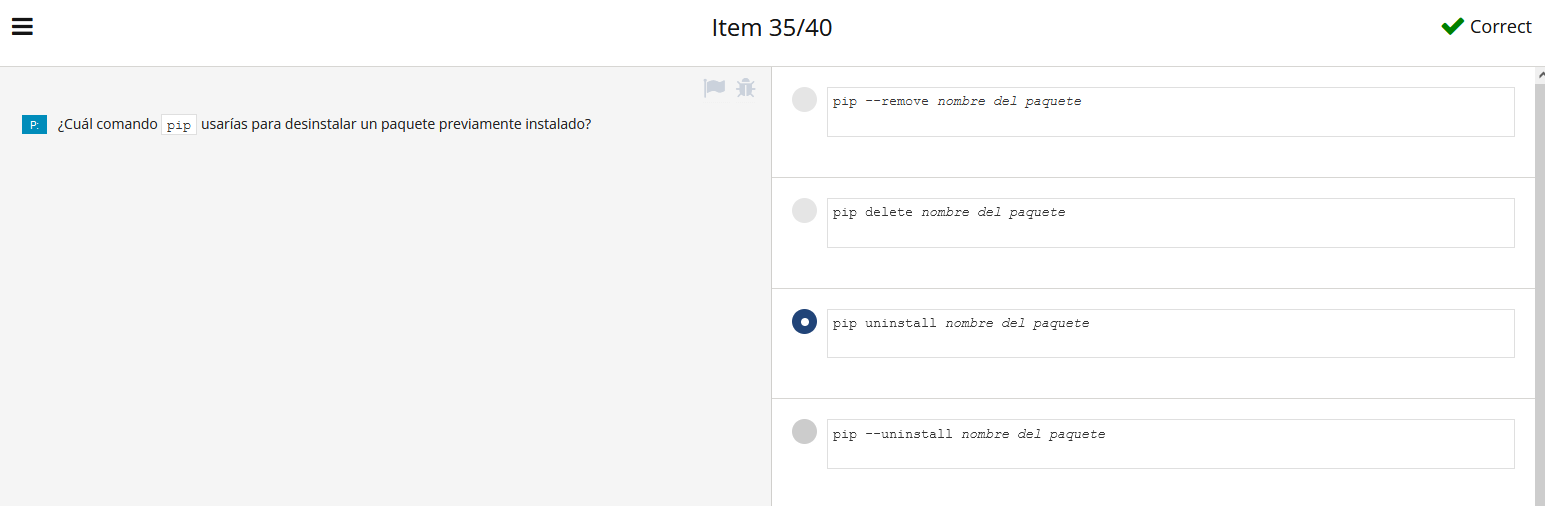 Item 35/40
Correct
P: ¿Cuál comando pip usarías para desinstalar un paquete previamente instalado?
pip --remove nombre del paquete
pip delete nombre del paquete
pip uninstall nombre del paquete
pip --uninstall nombre del paquete